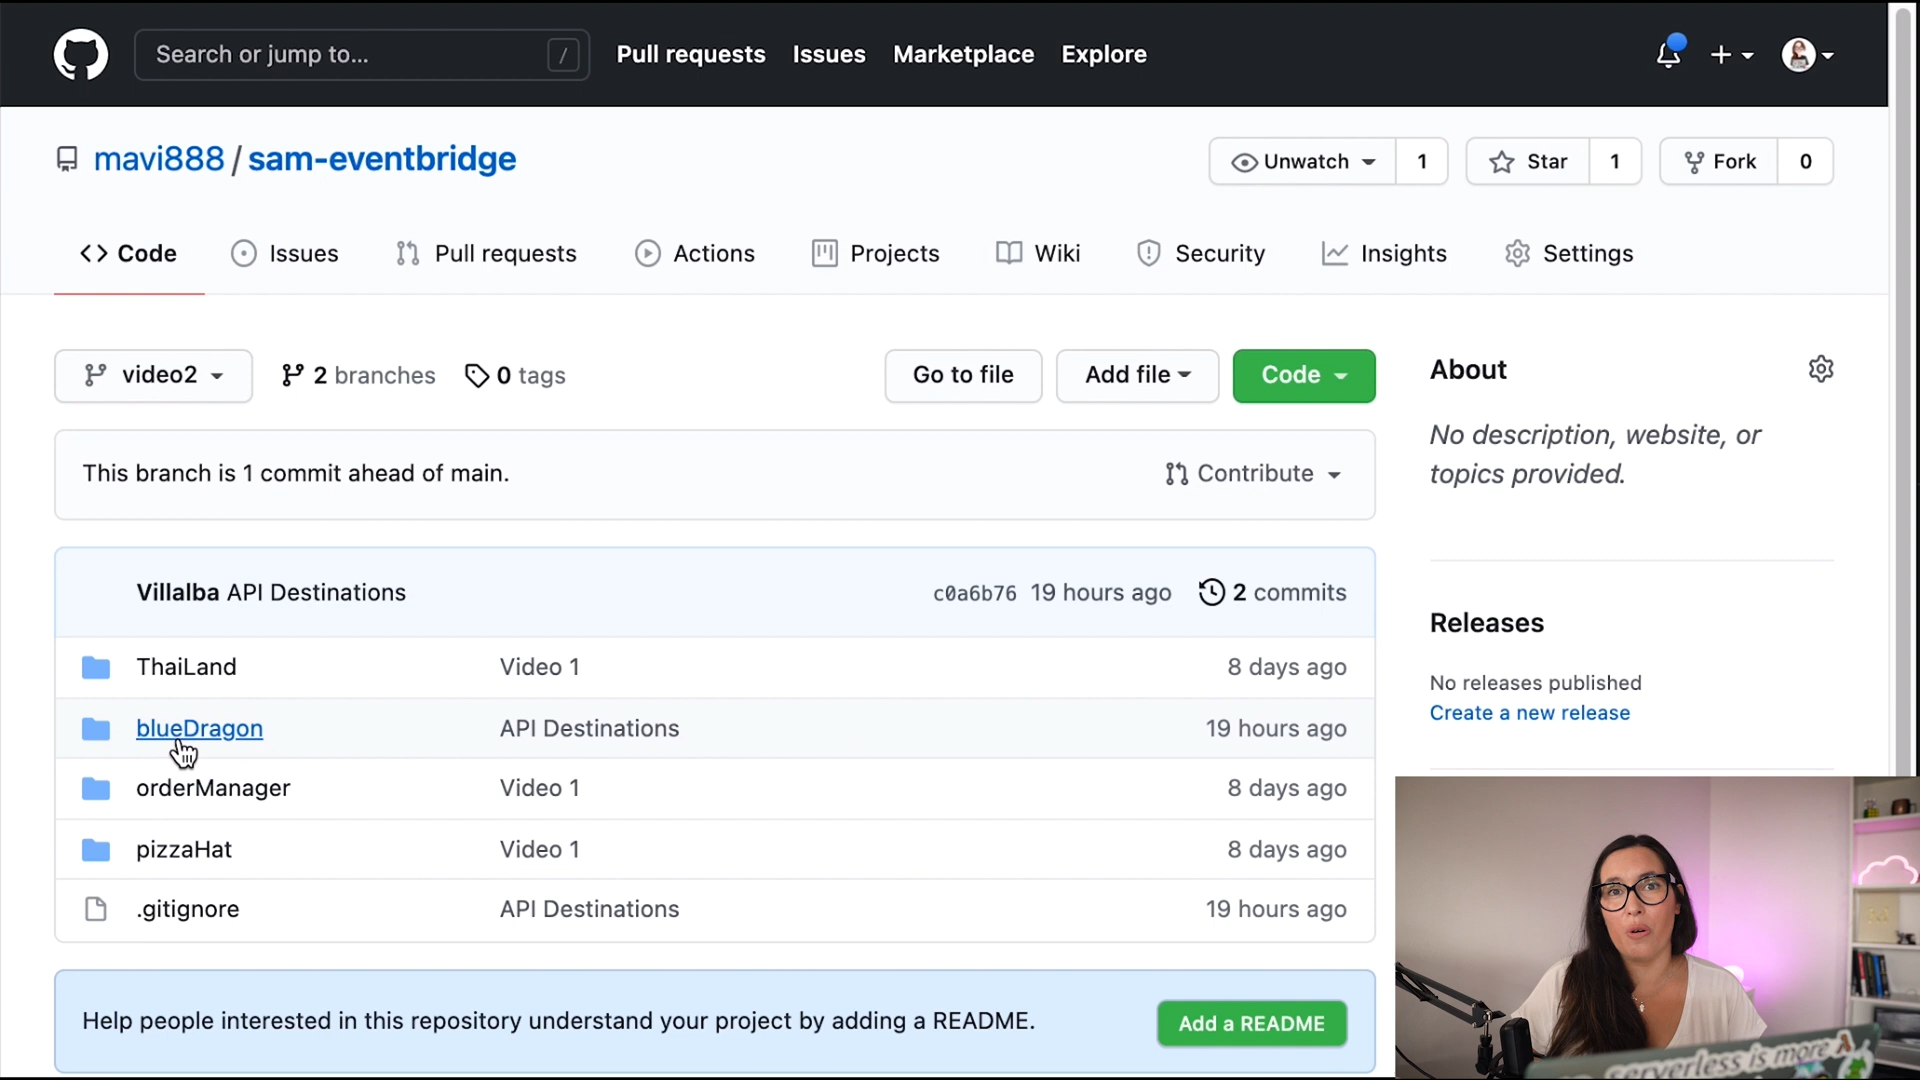 Search or jump to... /
Pull requests Issues Marketplace Explore
mavi888 / sam-eventbridge
Unwatch 1 Star 1 Fork 0
Code Issues Pull requests Actions Projects Wiki Security Insights Settings
video2 2 branches 0 tags
Go to file Add file Code
About
No description, website, or
topics provided.
This branch is 1 commit ahead of main.
Contribute
Villalba API Destinations c0a6b76 19 hours ago 2 commits
ThaiLand Video 1 8 days ago
blueDragon API Destinations 19 hours ago
orderManager Video 1 8 days ago
pizzaHat Video 1 8 days ago
.gitignore API Destinations 19 hours ago
Releases
No releases published
Create a new release
Help people interested in this repository understand your project by adding a README.
Add a README
serverless is more